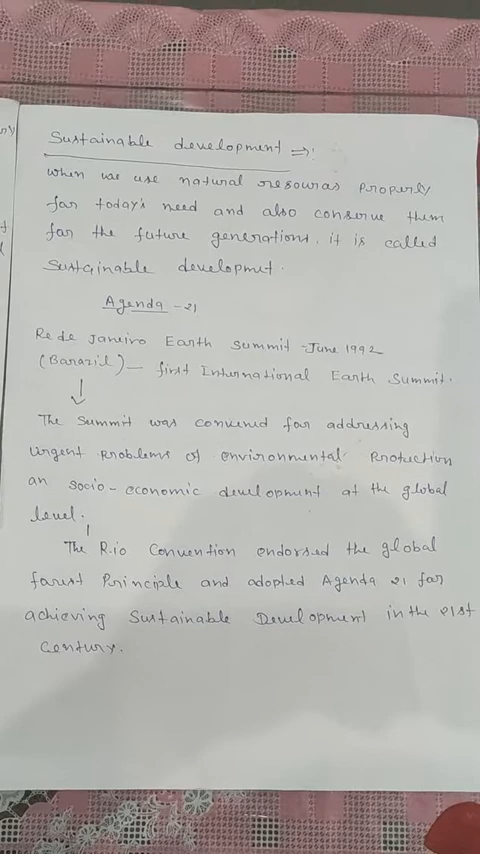 Sustainable development ⇒:
when we use natural resouras properly
for today's need and also conserve them
for the future generations, it is called
Sustainable developmet.
Agenda - 21
Re de Janeiro Earth Summit - June 1992
(Barazil) — first International Earth Summit.
↓
The Summit was convened for addressing
urgent problems of environmental Protection
an socio-economic development at the global
level.
The R.io Convention endorsed the global
forest Principle and adopted Agenda 21 for
achieving Sustainable Development in the 21st
Century.